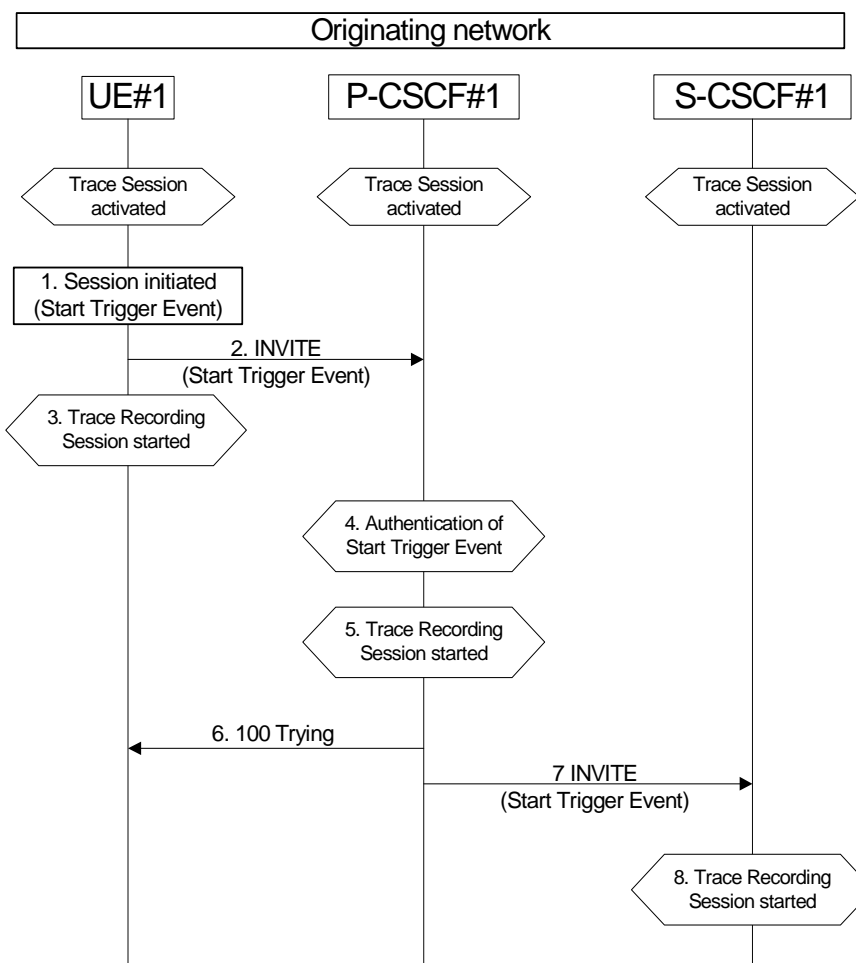 Originating network
UE#1
P-CSCF#1
S-CSCF#1
Trace Session
activated
Trace Session
activated
Trace Session
activated
1. Session initiated
(Start Trigger Event)
2. INVITE
(Start Trigger Event)
3. Trace Recording
Session started
4. Authentication of
Start Trigger Event
5. Trace Recording
Session started
6. 100 Trying
7 INVITE
(Start Trigger Event)
8. Trace Recording
Session started